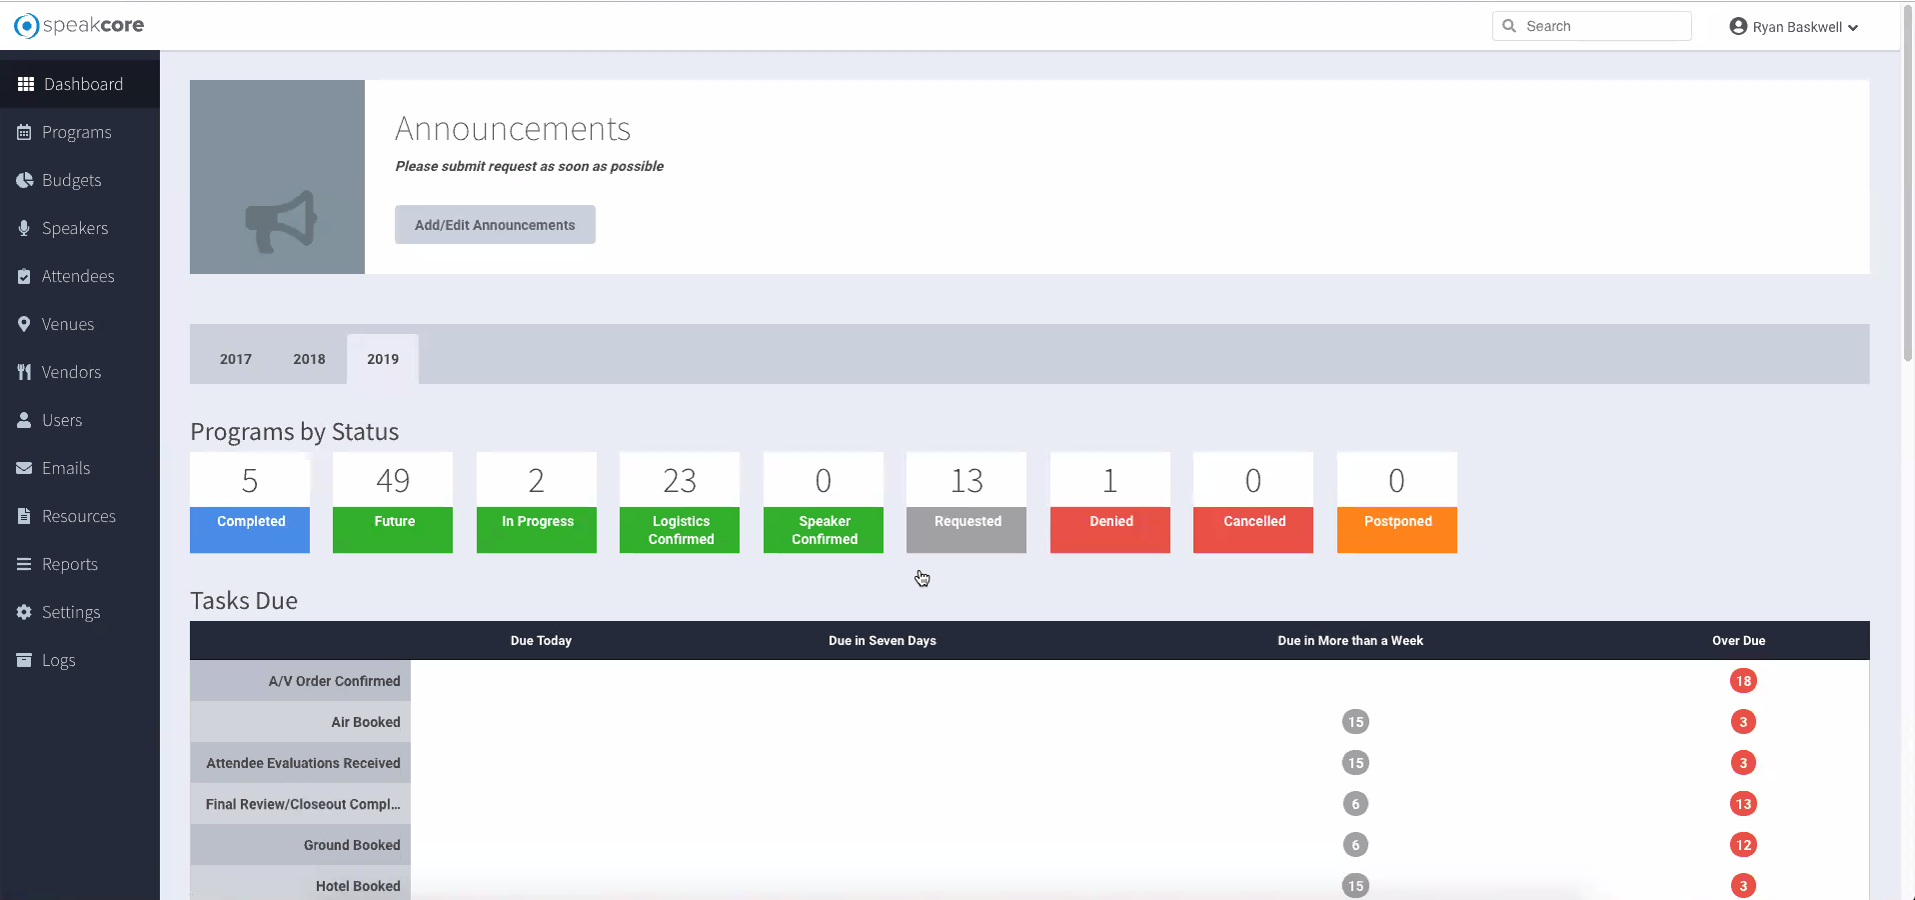 speakcore
Search
Ryan Baskwell
Dashboard
Programs
Budgets
Speakers
Attendees
Venues
Vendors
Users
Emails
Resources
Reports
Settings
Logs
Announcements
Please submit request as soon as possible
Add/Edit Announcements
2017 2018 2019
Programs by Status
5 49 2 23 0 13 1 0 0
Completed Future In Progress Logistics Confirmed Speaker Confirmed Requested Denied Cancelled Postponed
Tasks Due
Due Today Due in Seven Days Due in More than a Week Over Due
A/V Order Confirmed 18
Air Booked 15 3
Attendee Evaluations Received 15 3
Final Review/Closeout Compl... 6 13
Ground Booked 6 12
Hotel Booked 15 3